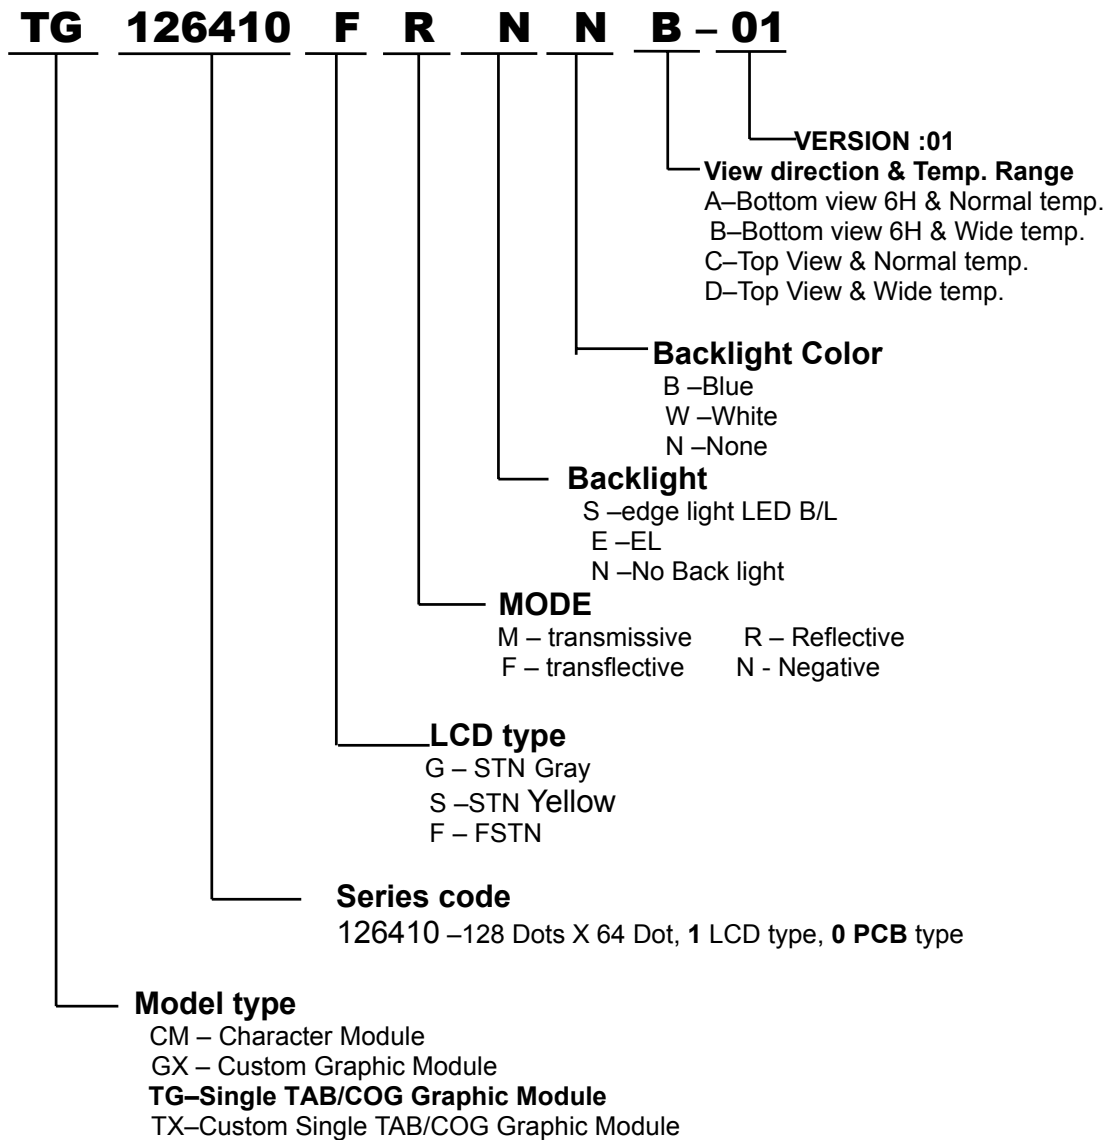 TG 126410 F R N N B – 01
VERSION :01
View direction & Temp. Range
A–Bottom view 6H & Normal temp.
B–Bottom view 6H & Wide temp.
C–Top View & Normal temp.
D–Top View & Wide temp.
Backlight Color
B –Blue
W –White
N –None
Backlight
S –edge light LED B/L
E –EL
N –No Back light
MODE
M – transmissive R – Reflective
F – transflective N - Negative
LCD type
G – STN Gray
S –STN Yellow
F – FSTN
Series code
126410 –128 Dots X 64 Dot, 1 LCD type, 0 PCB type
Model type
CM – Character Module
GX – Custom Graphic Module
TG–Single TAB/COG Graphic Module
TX–Custom Single TAB/COG Graphic Module